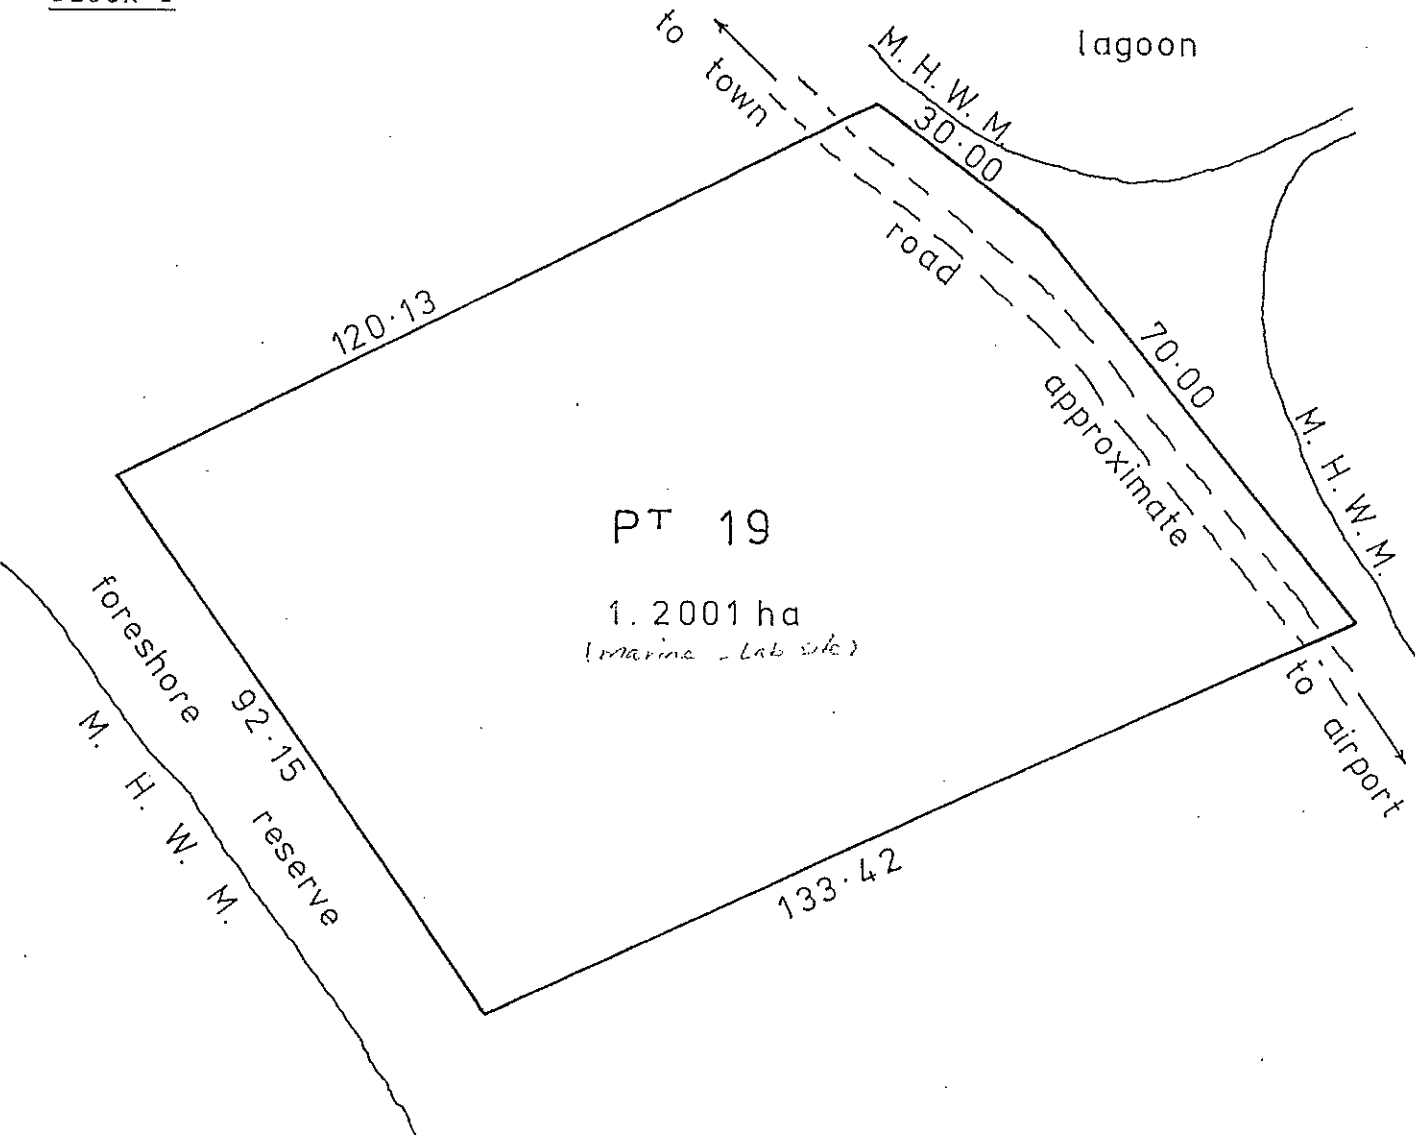 to town
M. H. W. M.
lagoon
30·00
road
120·13
70·00
approximate
M. H. W. M.
PT 19
1.2001 ha
(marine - Lab site)
foreshore reserve
92·15
M. H. W. M.
to airport
133·42